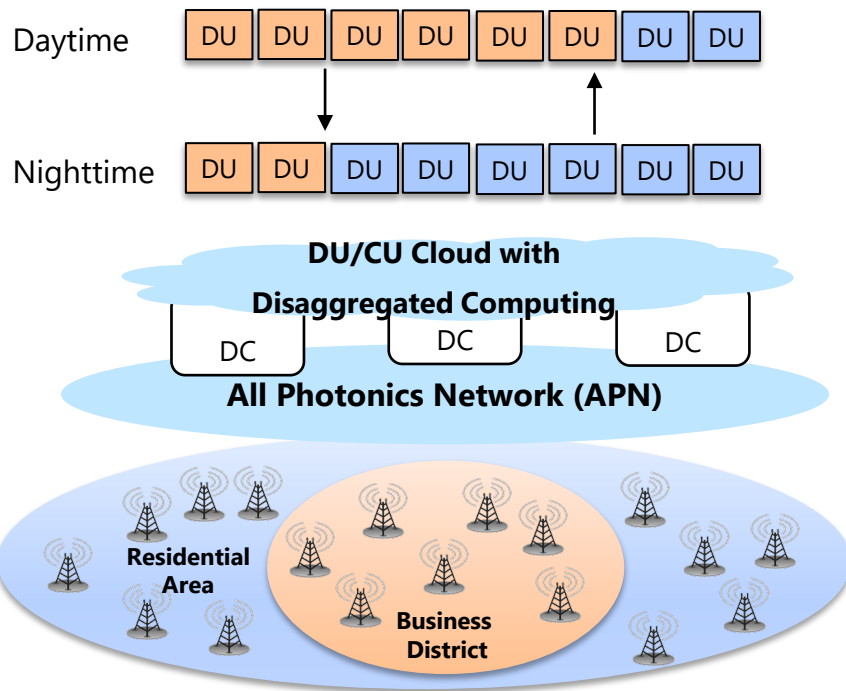 Daytime
DU DU DU DU DU DU DU DU
Nighttime
DU DU DU DU DU DU DU DU
DU/CU Cloud with
Disaggregated Computing
DC DC DC
All Photonics Network (APN)
Residential
Area
Business
District